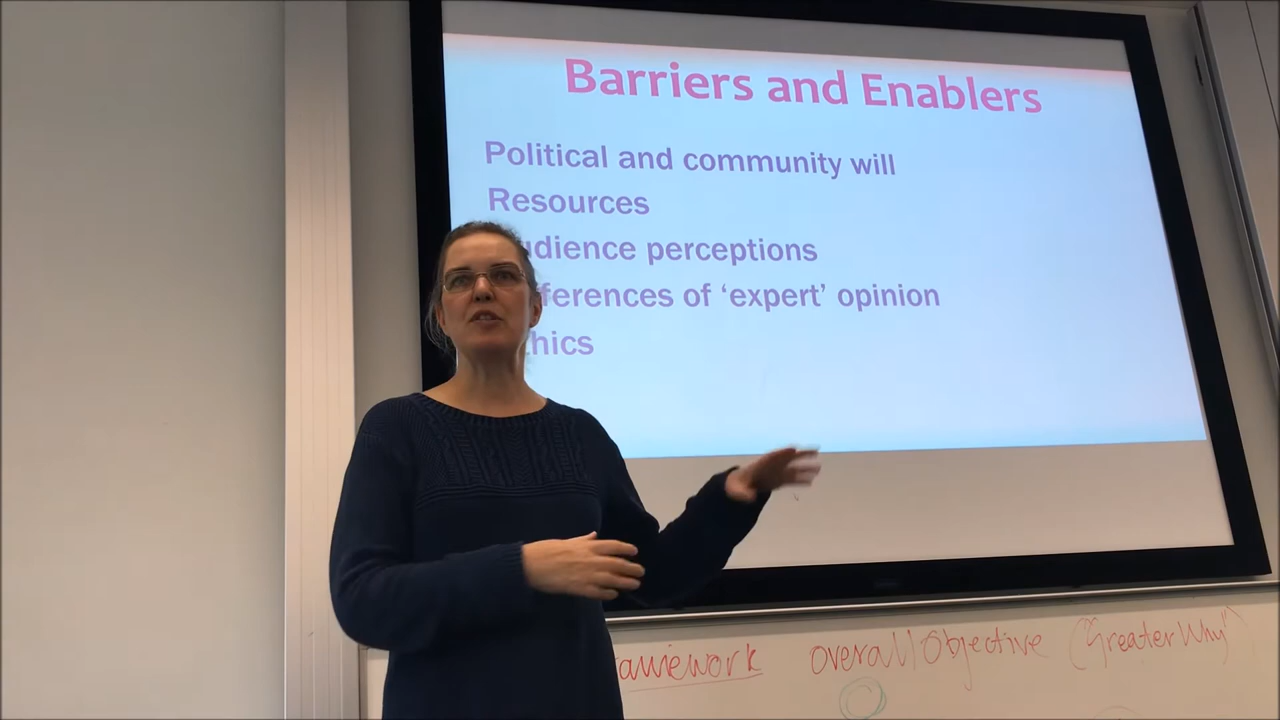 Barriers and Enablers
Political and community will
Resources
udience perceptions
ferences of ‘expert’ opinion
hics
amework overall Objective ("Greater Why")